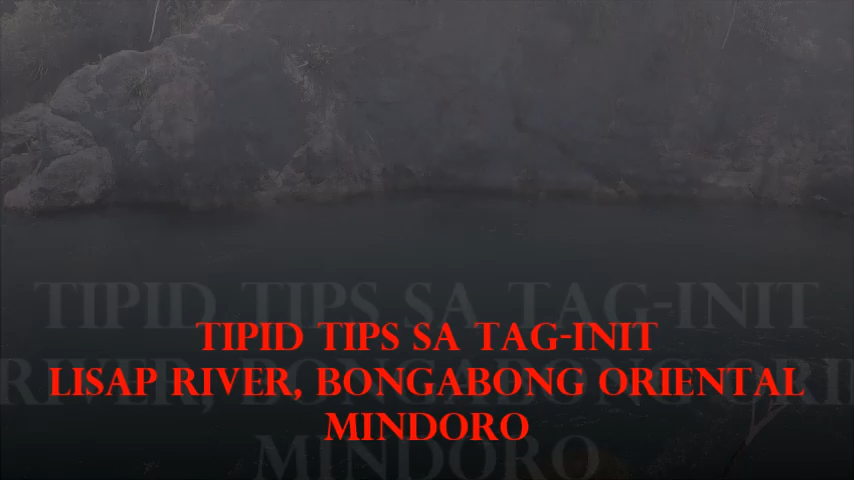 TIPID TIPS SA TAG-INIT
LISAP RIVER, BONGABONG ORIENTAL
MINDORO